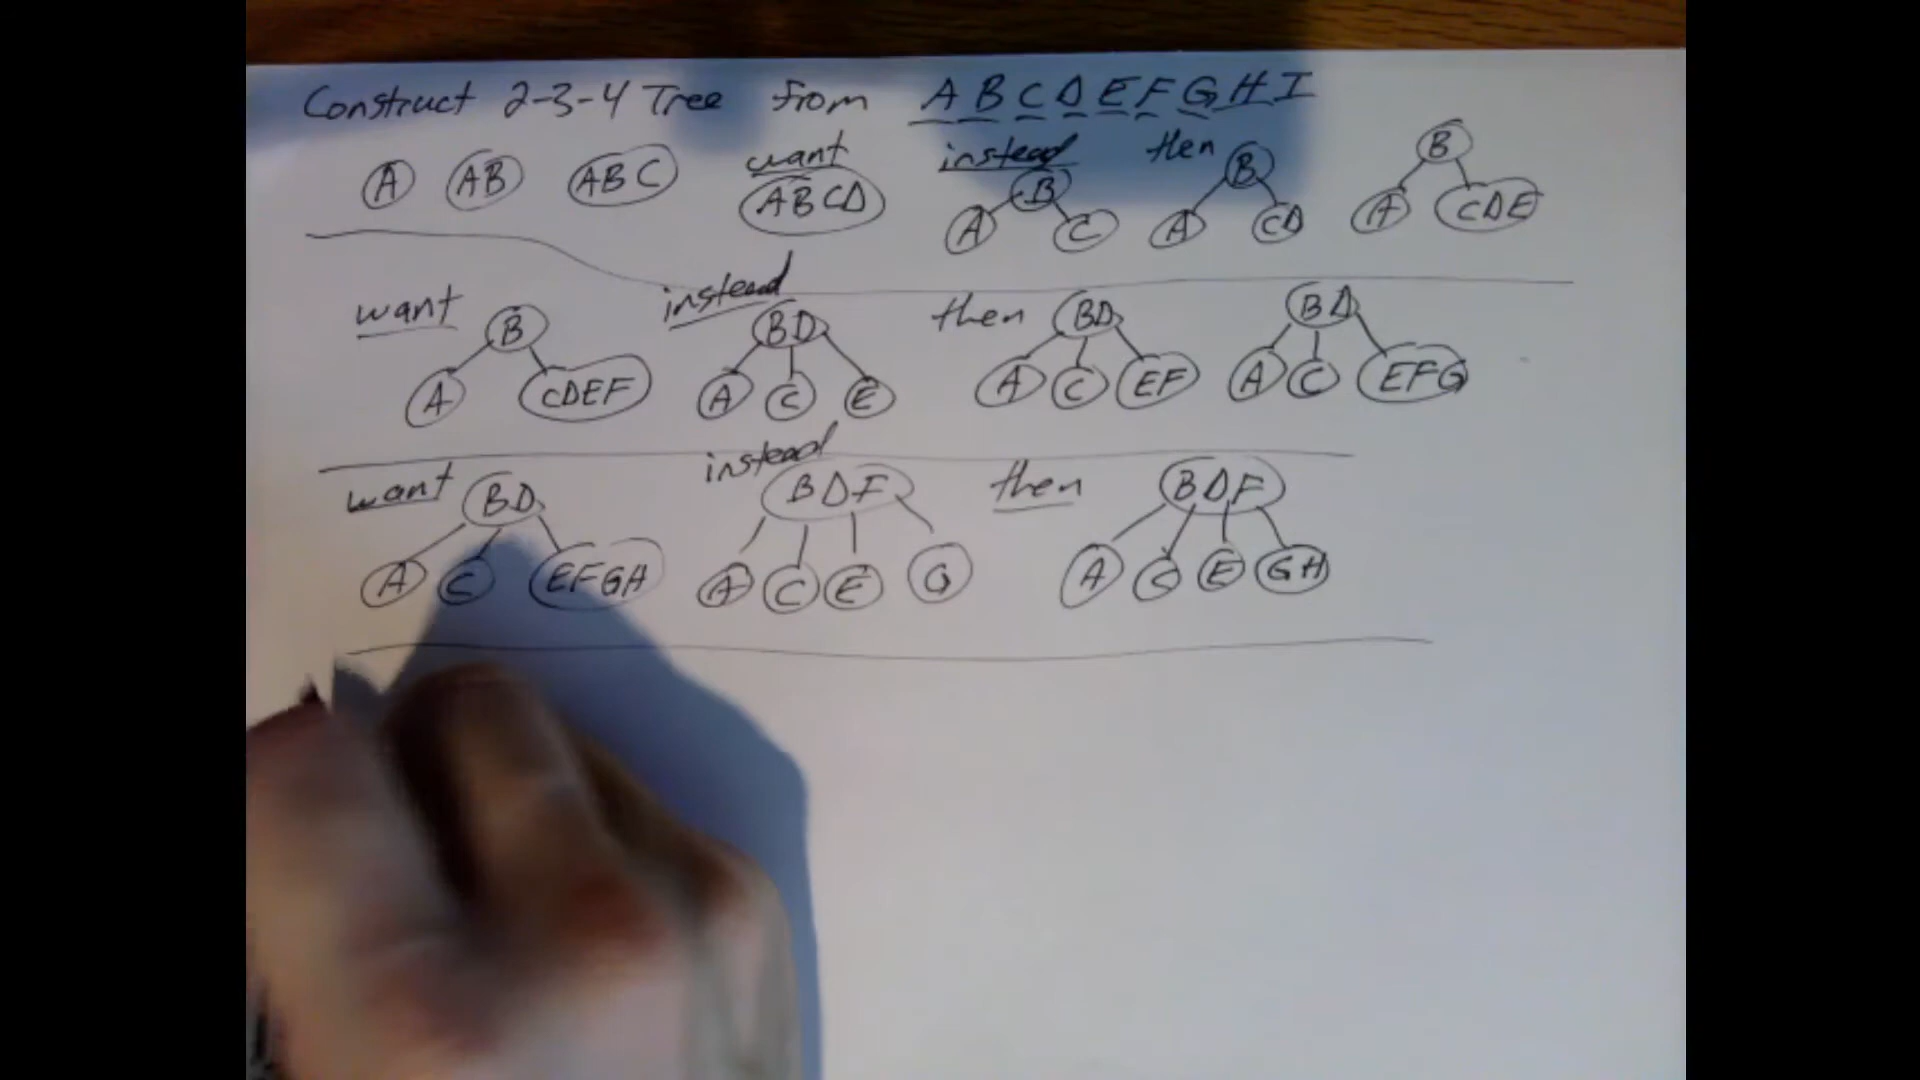 Construct 2-3-4 Tree from A B C D E F G H I
A AB ABC want ABCD instead B A C then B A CD B A CDE
want B A CDEF instead BD A C E then BD A C EF BD A C EFG
want BD A C EFGH instead BDF A C E G then BDF A C E GH